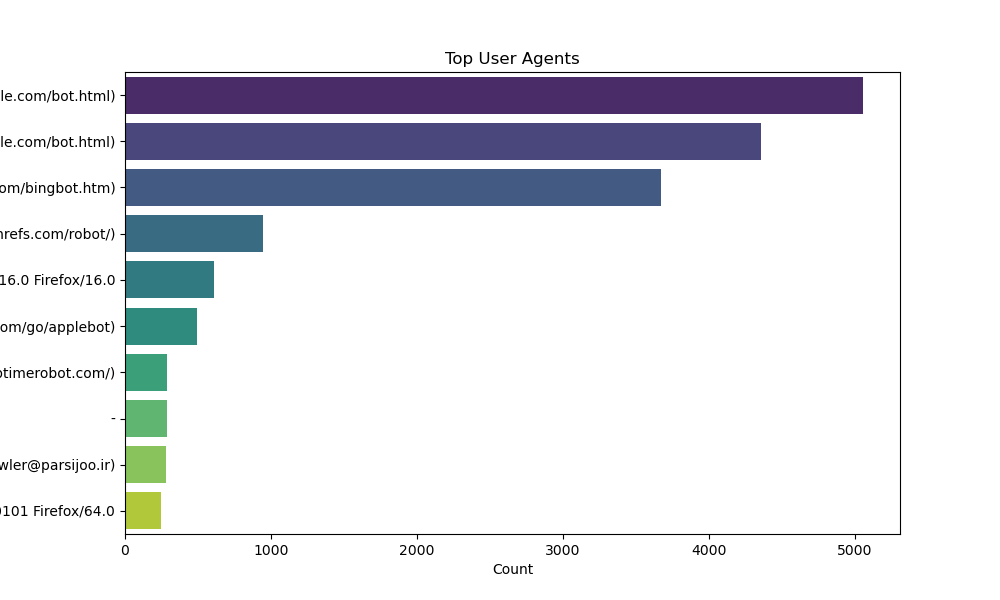 Top User Agents
le.com/bot.html)
le.com/bot.html)
om/bingbot.htm)
hrefs.com/robot/)
16.0 Firefox/16.0
om/go/applebot)
ptimerobot.com/)
-
wler@parsijoo.ir)
0101 Firefox/64.0
0 1000 2000 3000 4000 5000
Count